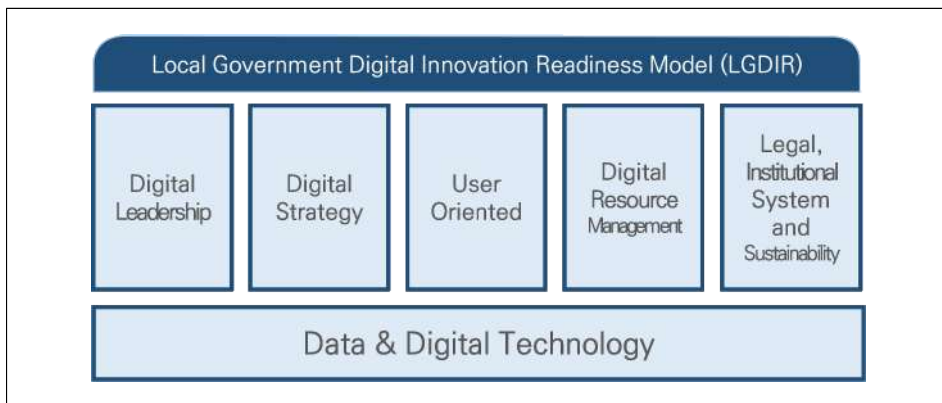 Local Government Digital Innovation Readiness Model (LGDIR)
Digital
Leadership
Digital
Strategy
User
Oriented
Digital
Resource
Management
Legal,
Institutional
System
and
Sustainability
Data & Digital Technology